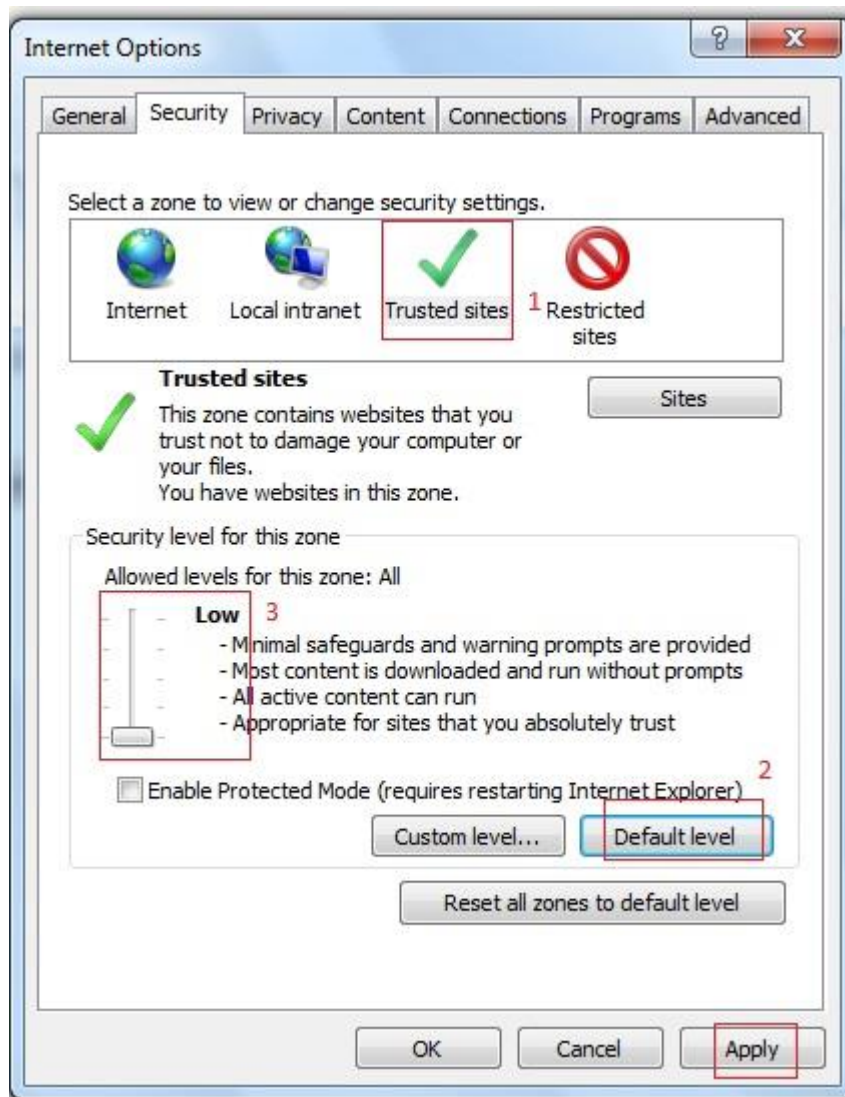 Internet Options
General Security Privacy Content Connections Programs Advanced
Select a zone to view or change security settings.
Internet Local intranet Trusted sites 1 Restricted
sites
Trusted sites
Sites
This zone contains websites that you
trust not to damage your computer or
your files.
You have websites in this zone.
Security level for this zone
Allowed levels for this zone: All
Low 3
- Minimal safeguards and warning prompts are provided
- Most content is downloaded and run without prompts
- All active content can run
- Appropriate for sites that you absolutely trust
2
Enable Protected Mode (requires restarting Internet Explorer)
Custom level... Default level
Reset all zones to default level
OK Cancel Apply